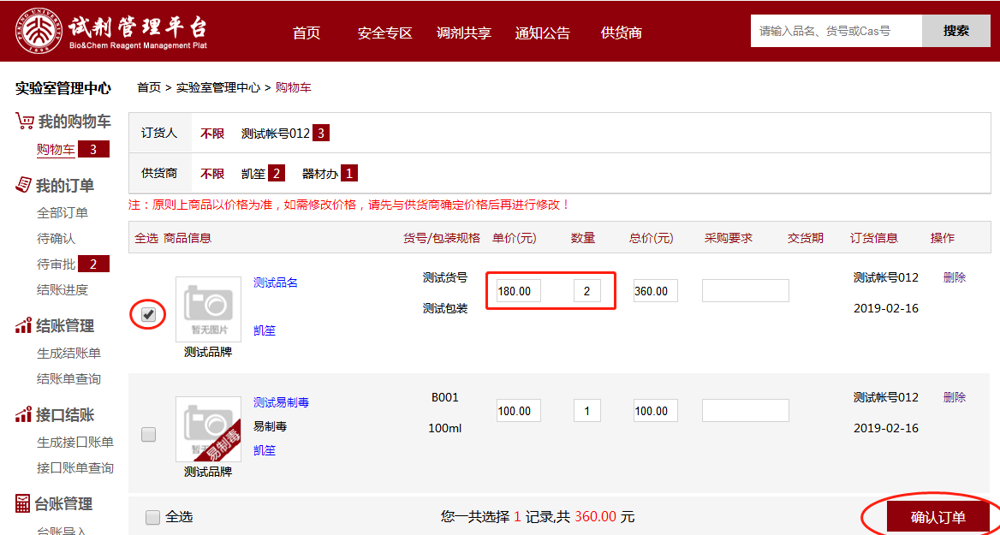 PEKING UNIVERSITY
1898
试剂管理平台
Bio&Chem Reagent Management Plat
首页 安全专区 调剂共享 通知公告 供货商
请输入品名、货号或Cas号 搜索
实验室管理中心
我的购物车
购物车 3
我的订单
全部订单
待确认
待审批 2
结账进度
结账管理
生成结账单
结账单查询
接口结账
生成接口账单
接口账单查询
台账管理
台账导入
首页 > 实验室管理中心 > 购物车
订货人 不限 测试帐号012 3
供货商 不限 凯笙 2 器材办 1
注：原则上商品以价格为准，如需修改价格，请先与供货商确定价格后再进行修改！
全选 商品信息 货号/包装规格 单价(元) 数量 总价(元) 采购要求 交货期 订货信息 操作
暂无图片
测试品牌
测试品名
凯笙
测试货号
测试包装
180.00 2 360.00
测试帐号012
2019-02-16
删除
暂无
易制毒
测试品牌
测试易制毒
易制毒
凯笙
B001
100ml
100.00 1 100.00
测试帐号012
2019-02-16
删除
全选 您一共选择 1 记录,共 360.00 元 确认订单